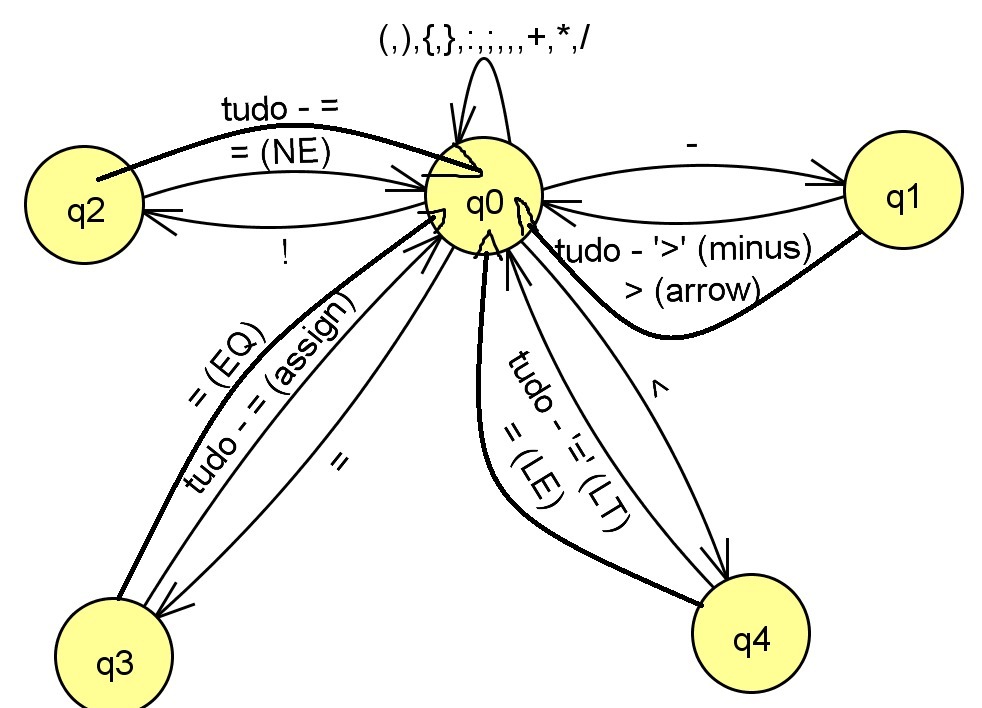 (,),{,},:,;,,,+,*,/
tudo - =
= (NE)
-
q2
q0
q1
!
tudo - '>' (minus)
> (arrow)
= (EQ)
tudo - = (assign)
=
tudo - '=' (LT)
= (LE)
<
q3
q4